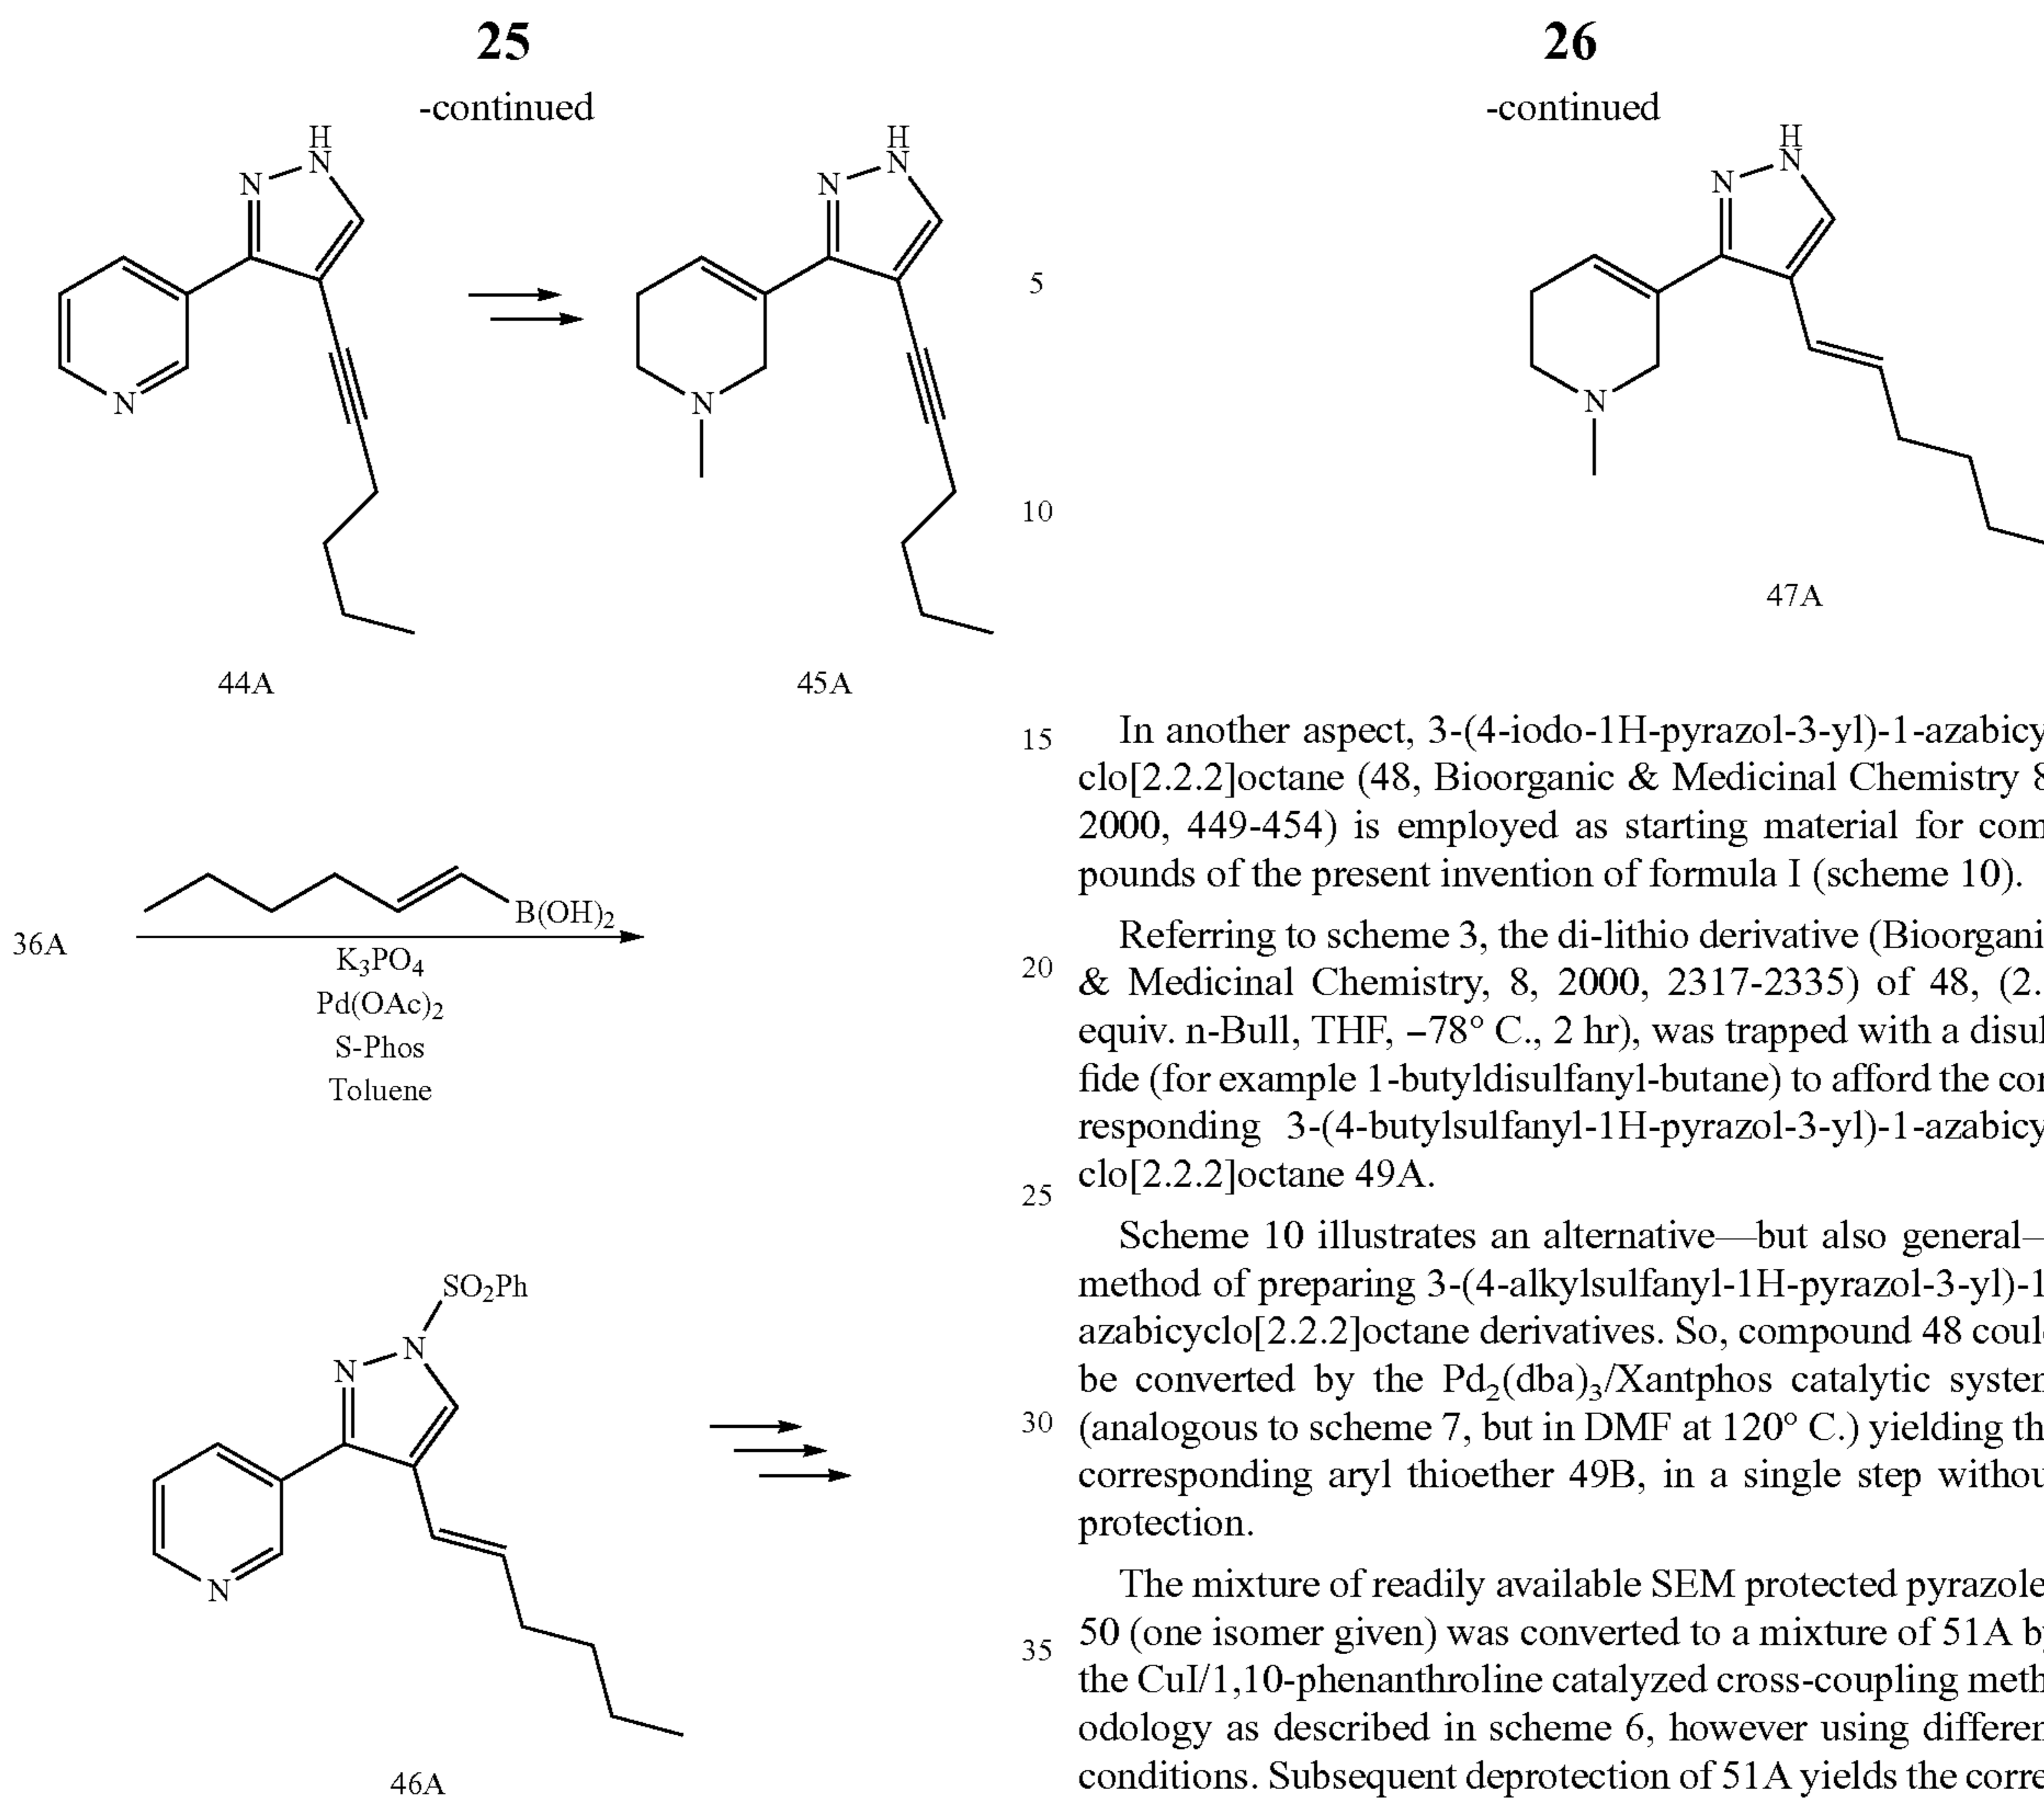 25
-continued
H
N
N
N
44A
H
N
N
N
45A
36A
B(OH)2
K3PO4
Pd(OAc)2
S-Phos
Toluene
SO2Ph
N
N
N
46A
5
10
15
20
25
30
35
26
-continued
H
N
N
N
47A
In another aspect, 3-(4-iodo-1H-pyrazol-3-yl)-1-azabicy
clo[2.2.2]octane (48, Bioorganic & Medicinal Chemistry 8
2000, 449-454) is employed as starting material for com
pounds of the present invention of formula I (scheme 10).
Referring to scheme 3, the di-lithio derivative (Bioorgani
& Medicinal Chemistry, 8, 2000, 2317-2335) of 48, (2.
equiv. n-Bull, THF, −78° C., 2 hr), was trapped with a disul
fide (for example 1-butyldisulfanyl-butane) to afford the cor
responding 3-(4-butylsulfanyl-1H-pyrazol-3-yl)-1-azabicy
clo[2.2.2]octane 49A.
Scheme 10 illustrates an alternative—but also general—
method of preparing 3-(4-alkylsulfanyl-1H-pyrazol-3-yl)-1
azabicyclo[2.2.2]octane derivatives. So, compound 48 coul
be converted by the Pd2(dba)3/Xantphos catalytic system
(analogous to scheme 7, but in DMF at 120° C.) yielding th
corresponding aryl thioether 49B, in a single step withou
protection.
The mixture of readily available SEM protected pyrazole
50 (one isomer given) was converted to a mixture of 51A by
the CuI/1,10-phenanthroline catalyzed cross-coupling meth
odology as described in scheme 6, however using differen
conditions. Subsequent deprotection of 51A yields the corre